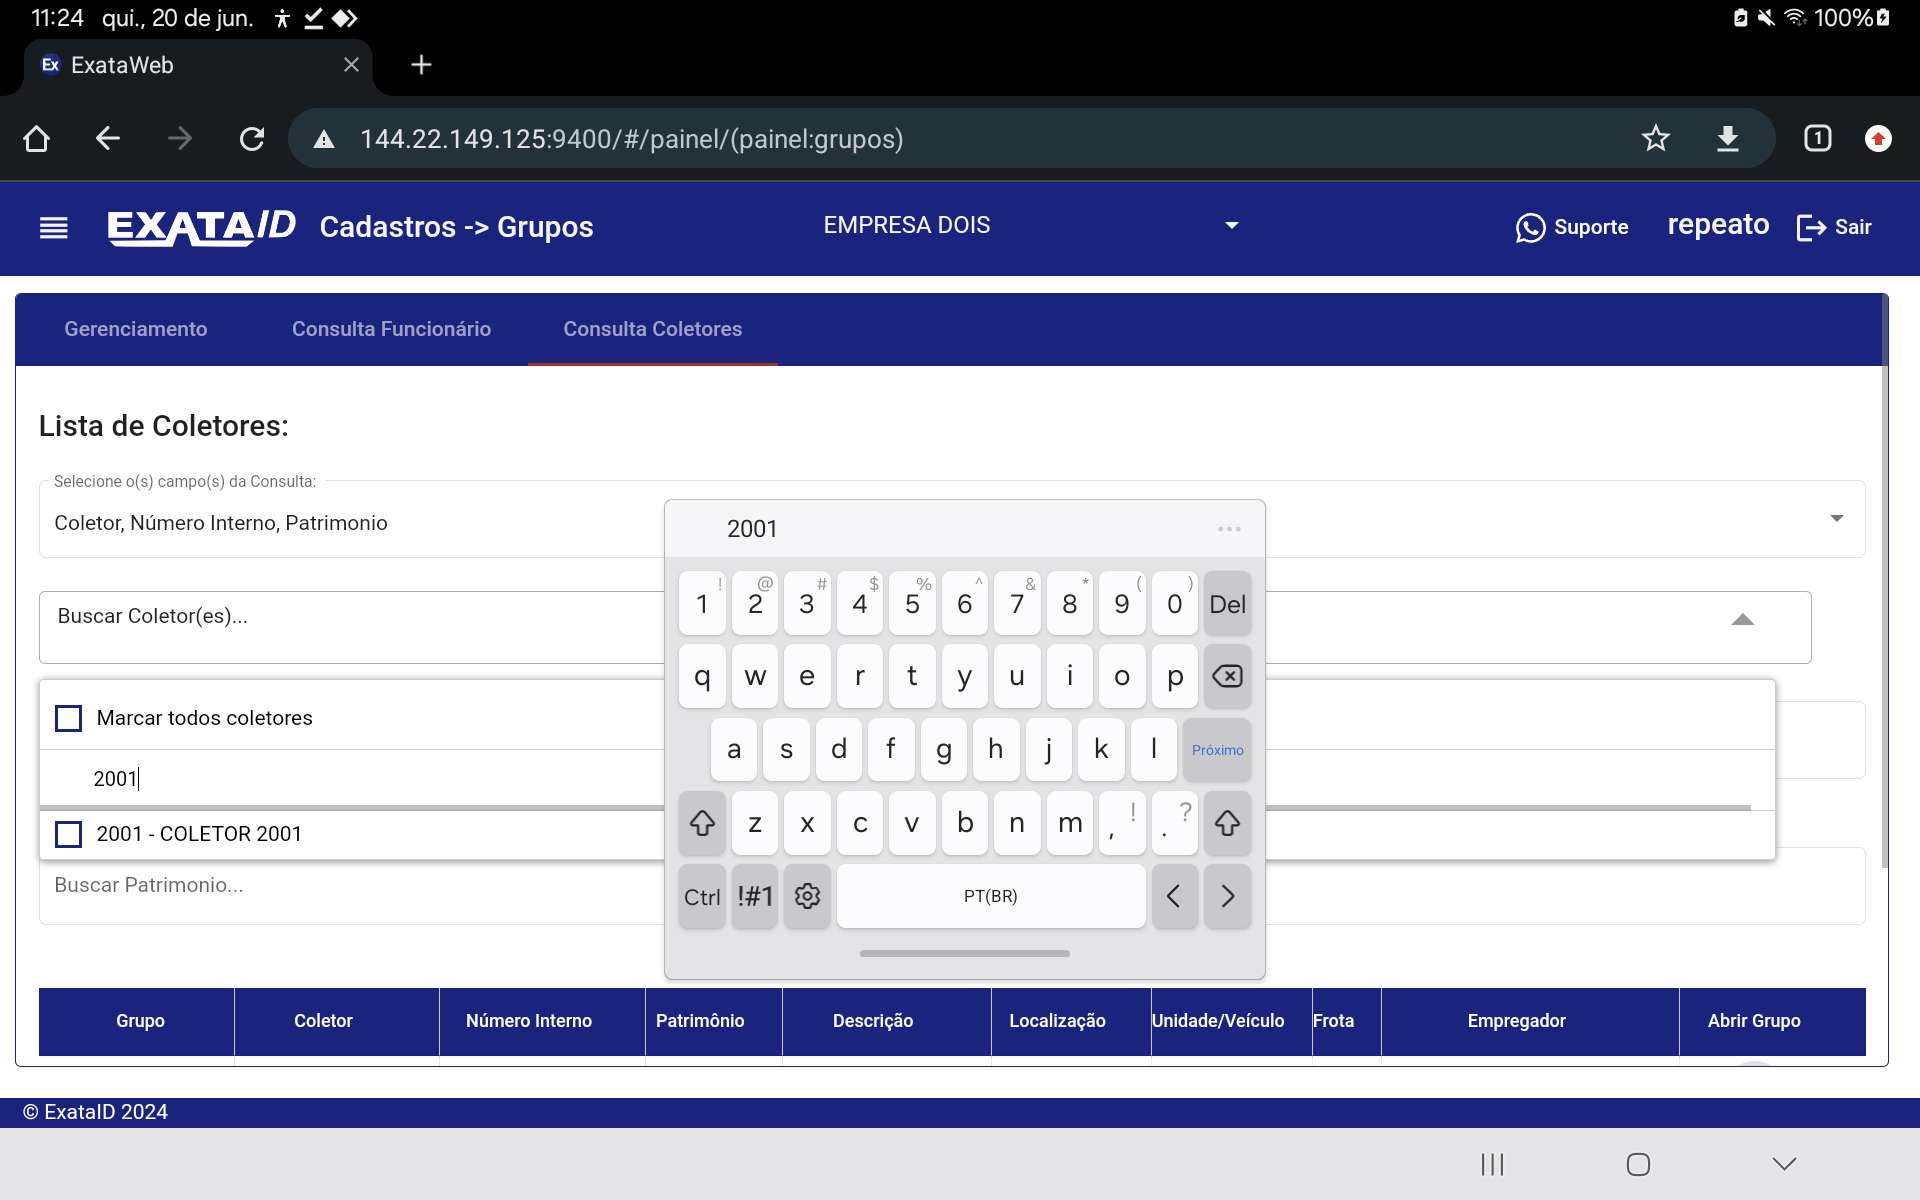 11:24 qui., 20 de jun. 100%
Ex ExataWeb
144.22.149.125:9400/#/painel/(painel:grupos) 1
EXATAID Cadastros -> Grupos EMPRESA DOIS Suporte repeato Sair
Gerenciamento Consulta Funcionário Consulta Coletores
Lista de Coletores:
Selecione o(s) campo(s) da Consulta:
Coletor, Número Interno, Patrimonio
Buscar Coletor(es)...
Marcar todos coletores
2001
2001 - COLETOR 2001
Buscar Patrimonio...
2001 ...
! @ # $ % ^ & * ( )
1 2 3 4 5 6 7 8 9 0 Del
q w e r t y u i o p
a s d f g h j k l Próximo
z x c v b n m , ! . ?
Ctrl !#1 PT(BR) < >
Grupo Coletor Número Interno Patrimônio Descrição Localização Unidade/Veículo Frota Empregador Abrir Grupo
© ExataID 2024